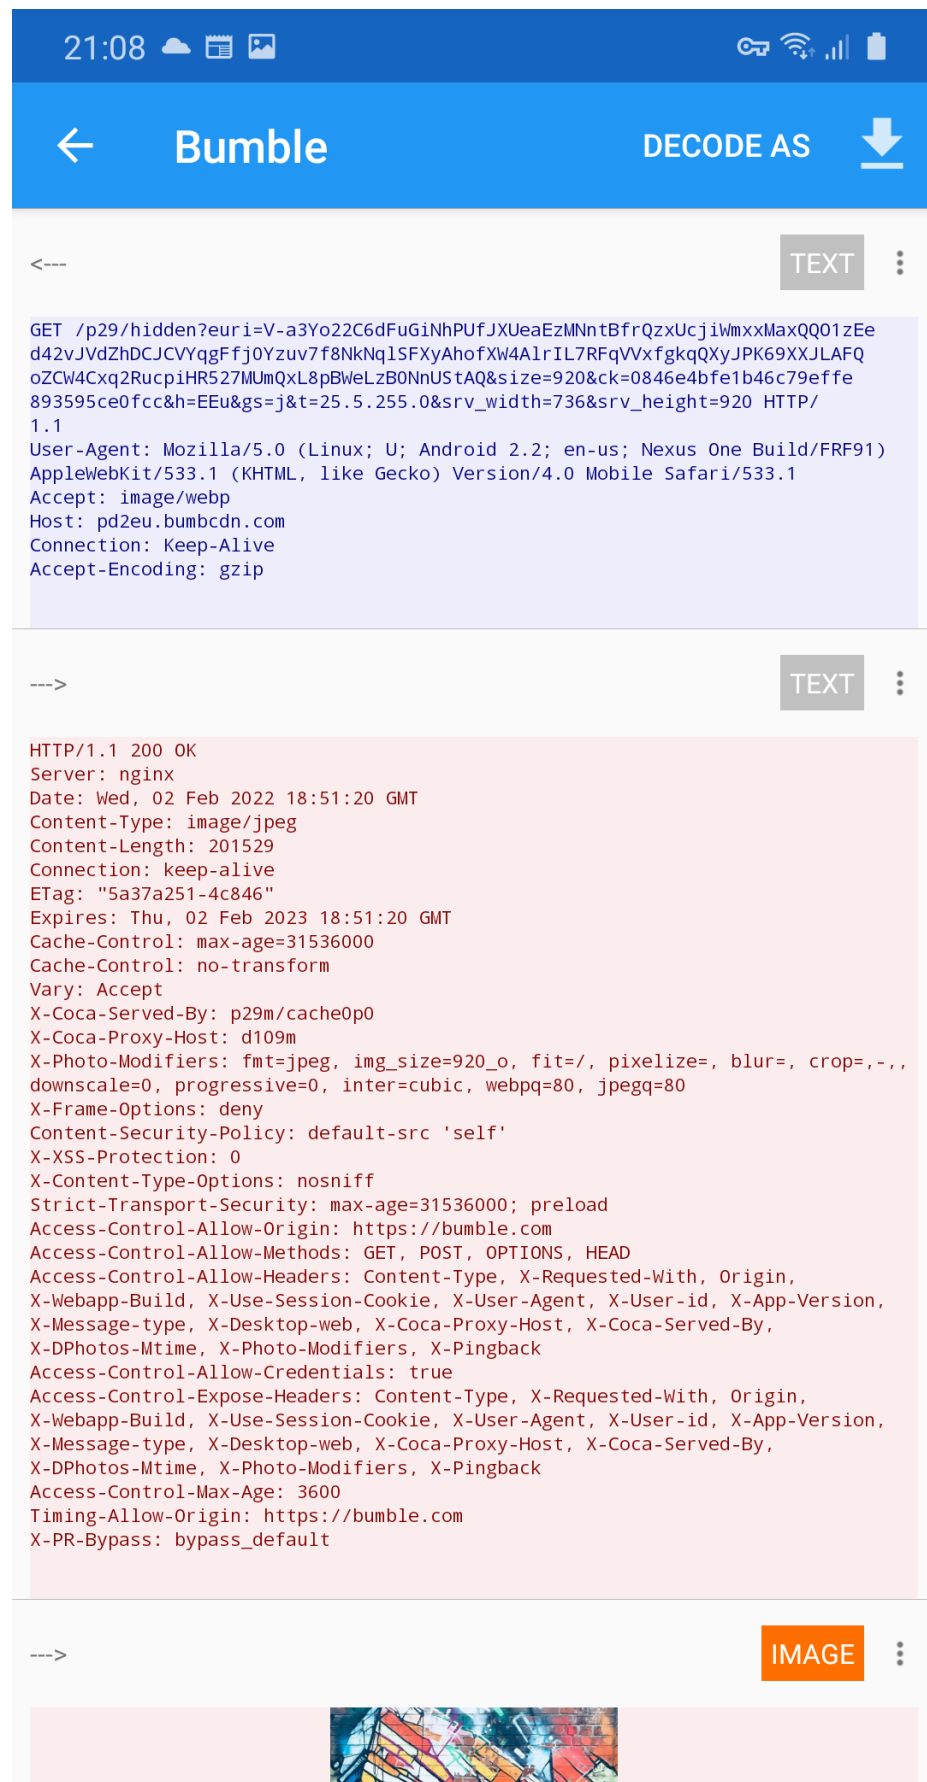 21:08
Bumble DECODE AS
<---
TEXT
GET /p29/hidden?euri=V-a3Yo22C6dFuGiNhPUfJXUeaEzMNntBfrQzxUcjiWmxxMaxQQO1zEe
d42vJVdZhDCJCVYqgFfj0Yzuv7f8NkNqlSFXyAhofXW4AlrIL7RFqVVxfgkqQXyJPK69XXJLAFQ
oZCW4Cxq2RucpiHR527MUmQxL8pBWeLzB0NnUStAQ&size=920&ck=0846e4bfe1b46c79effe
893595ce0fcc&h=EEu&gs=j&t=25.5.255.0&srv_width=736&srv_height=920 HTTP/
1.1
User-Agent: Mozilla/5.0 (Linux; U; Android 2.2; en-us; Nexus One Build/FRF91)
AppleWebKit/533.1 (KHTML, like Gecko) Version/4.0 Mobile Safari/533.1
Accept: image/webp
Host: pd2eu.bumbcdn.com
Connection: Keep-Alive
Accept-Encoding: gzip
--->
TEXT
HTTP/1.1 200 OK
Server: nginx
Date: Wed, 02 Feb 2022 18:51:20 GMT
Content-Type: image/jpeg
Content-Length: 201529
Connection: keep-alive
ETag: "5a37a251-4c846"
Expires: Thu, 02 Feb 2023 18:51:20 GMT
Cache-Control: max-age=31536000
Cache-Control: no-transform
Vary: Accept
X-Coca-Served-By: p29m/cache0p0
X-Coca-Proxy-Host: d109m
X-Photo-Modifiers: fmt=jpeg, img_size=920_o, fit=/, pixelize=, blur=, crop=,-,,
downscale=0, progressive=0, inter=cubic, webpq=80, jpegq=80
X-Frame-Options: deny
Content-Security-Policy: default-src 'self'
X-XSS-Protection: 0
X-Content-Type-Options: nosniff
Strict-Transport-Security: max-age=31536000; preload
Access-Control-Allow-Origin: https://bumble.com
Access-Control-Allow-Methods: GET, POST, OPTIONS, HEAD
Access-Control-Allow-Headers: Content-Type, X-Requested-With, Origin,
X-Webapp-Build, X-Use-Session-Cookie, X-User-Agent, X-User-id, X-App-Version,
X-Message-type, X-Desktop-web, X-Coca-Proxy-Host, X-Coca-Served-By,
X-DPhotos-Mtime, X-Photo-Modifiers, X-Pingback
Access-Control-Allow-Credentials: true
Access-Control-Expose-Headers: Content-Type, X-Requested-With, Origin,
X-Webapp-Build, X-Use-Session-Cookie, X-User-Agent, X-User-id, X-App-Version,
X-Message-type, X-Desktop-web, X-Coca-Proxy-Host, X-Coca-Served-By,
X-DPhotos-Mtime, X-Photo-Modifiers, X-Pingback
Access-Control-Max-Age: 3600
Timing-Allow-Origin: https://bumble.com
X-PR-Bypass: bypass_default
--->
IMAGE